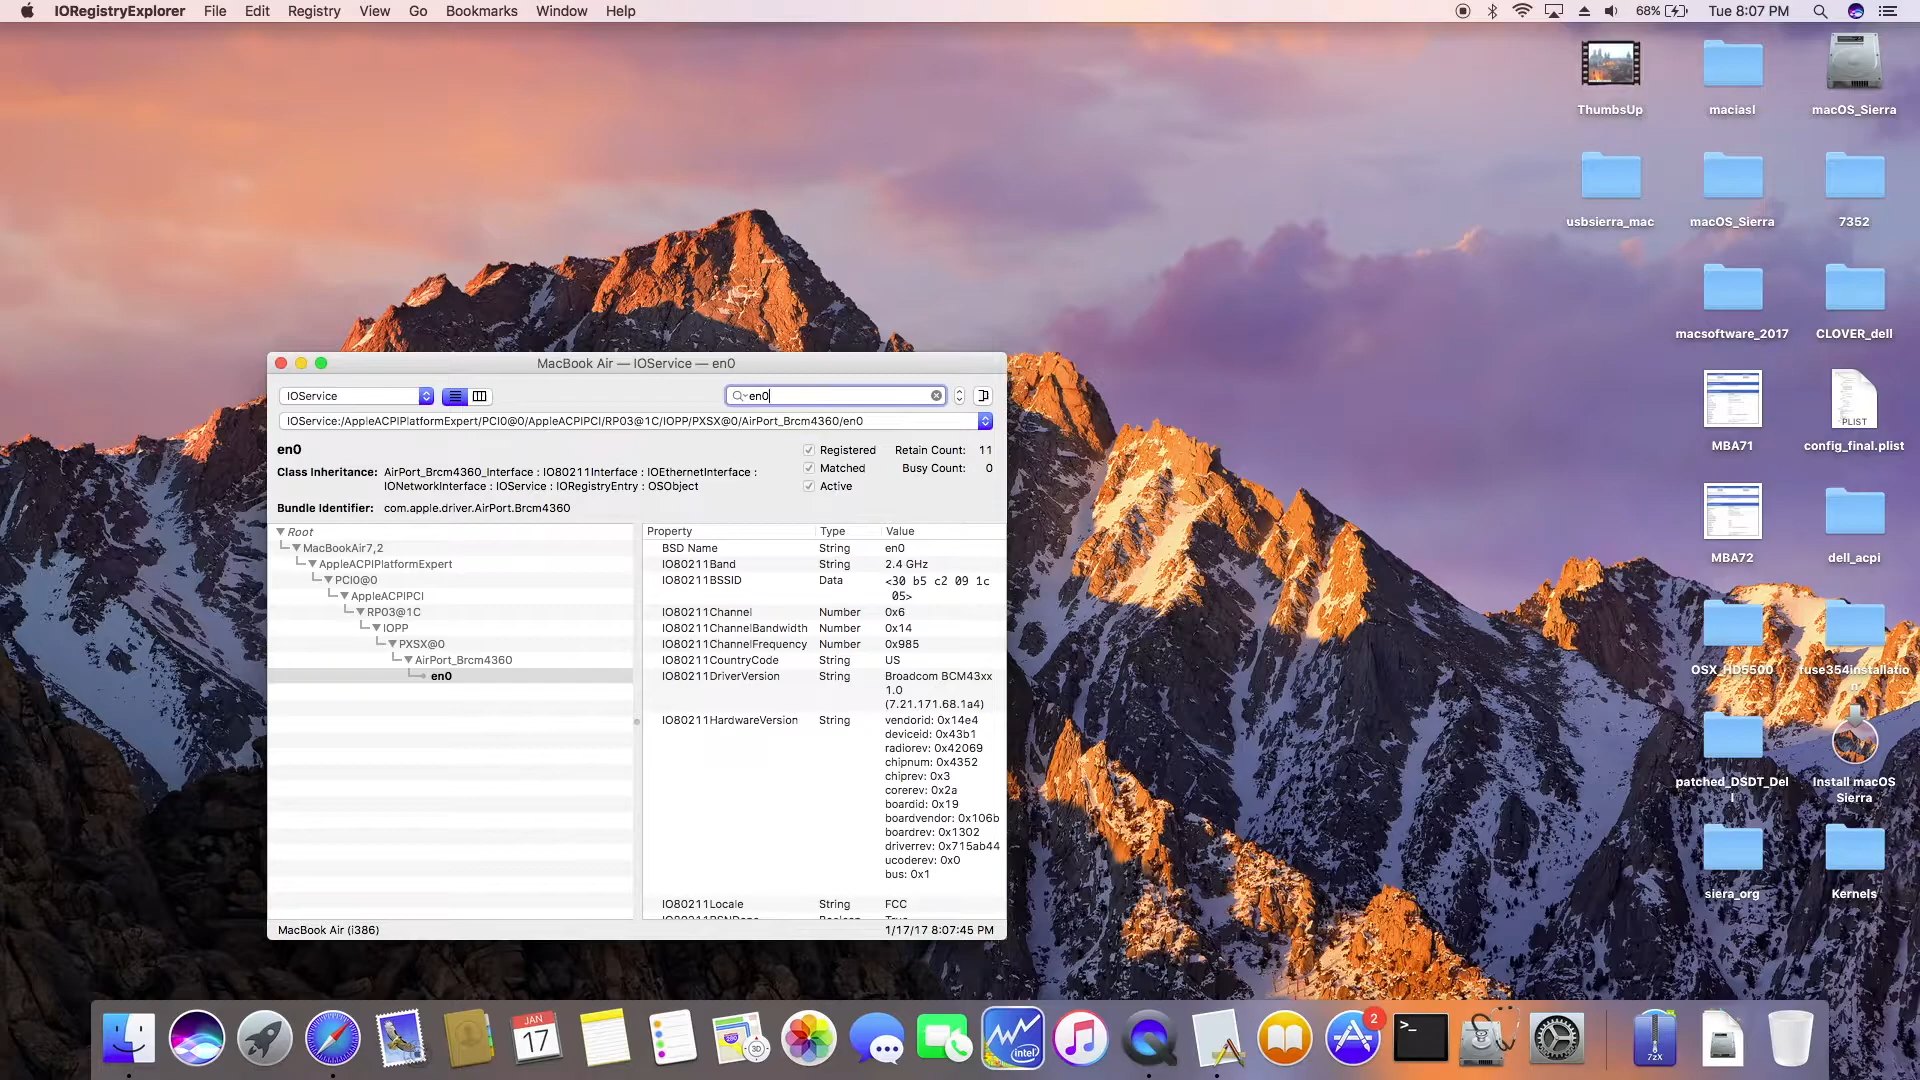 IORegistryExplorer File Edit Registry View Go Bookmarks Window Help
68% Tue 8:07 PM
ThumbsUp
maciasl
macOS_Sierra
usbsierra_mac
macOS_Sierra
7352
macsoftware_2017
CLOVER_dell
PLIST
MBA71
config_final.plist
MBA72
dell_acpi
OSX_HD5500
fuse354installatio
n
patched_DSDT_Del
l
Install macOS
Sierra
siera_org
Kernels
MacBook Air — IOService — en0
IOService
en0
IOService:/AppleACPIPlatformExpert/PCI0@0/AppleACPIPCI/RP03@1C/IOPP/PXSX@0/AirPort_Brcm4360/en0
en0
Class Inheritance: AirPort_Brcm4360_Interface : IO80211Interface : IOEthernetInterface :
IONetworkInterface : IOService : IORegistryEntry : OSObject
Bundle Identifier: com.apple.driver.AirPort.Brcm4360
Registered Retain Count: 11
Matched Busy Count: 0
Active
Root
MacBookAir7,2
AppleACPIPlatformExpert
PCI0@0
AppleACPIPCI
RP03@1C
IOPP
PXSX@0
AirPort_Brcm4360
en0
Property Type Value
BSD Name String en0
IO80211Band String 2.4 GHz
IO80211BSSID Data <30 b5 c2 09 1c
05>
IO80211Channel Number 0x6
IO80211ChannelBandwidth Number 0x14
IO80211ChannelFrequency Number 0x985
IO80211CountryCode String US
IO80211DriverVersion String Broadcom BCM43xx
1.0
(7.21.171.68.1a4)
IO80211HardwareVersion String vendorid: 0x14e4
deviceid: 0x43b1
radiorev: 0x42069
chipnum: 0x4352
chiprev: 0x3
corerev: 0x2a
boardid: 0x19
boardvendor: 0x106b
boardrev: 0x1302
driverrev: 0x715ab44
ucoderev: 0x0
bus: 0x1
IO80211Locale String FCC
MacBook Air (i386) 1/17/17 8:07:45 PM
JAN
17
280
3D
intel
2
>_
7zX